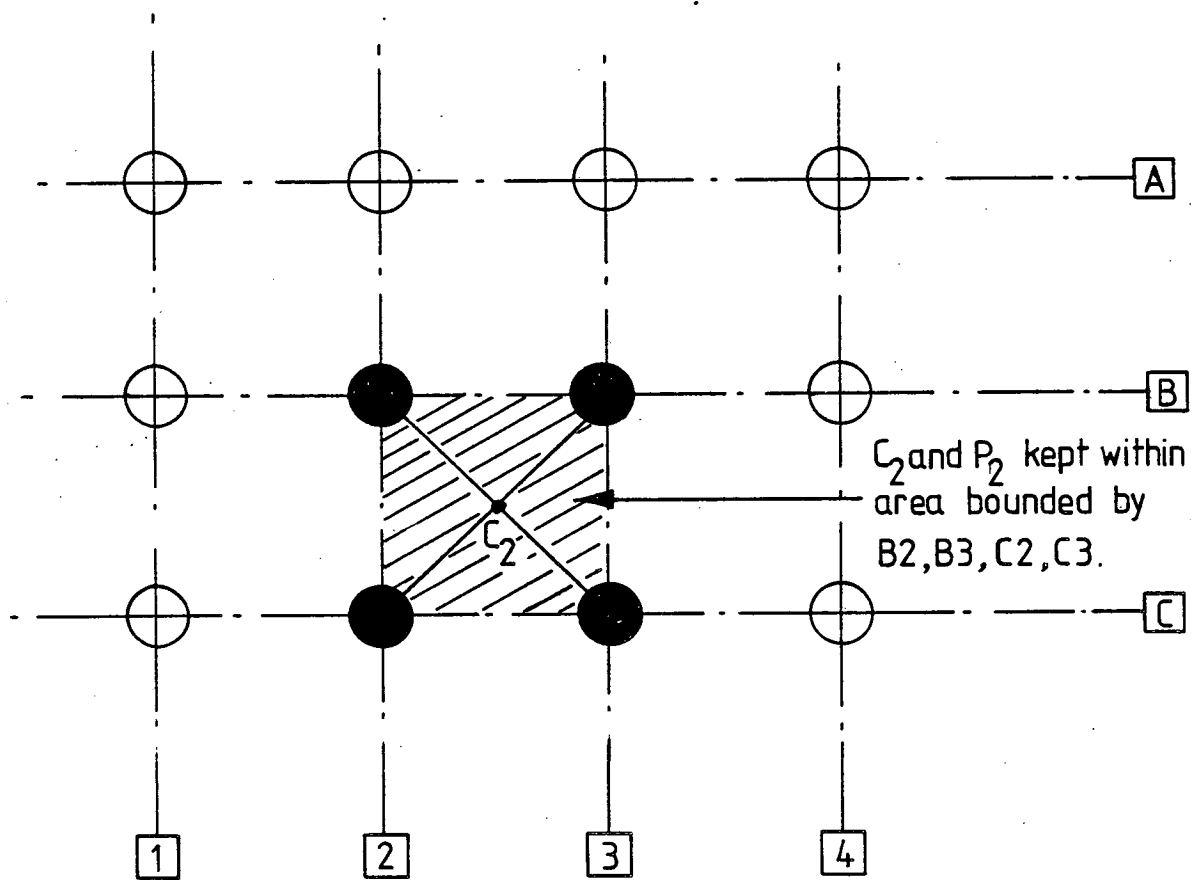 A
B
C₂ and P₂ kept within
area bounded by
B2, B3, C2, C3.
C₂
C
1
2
3
4